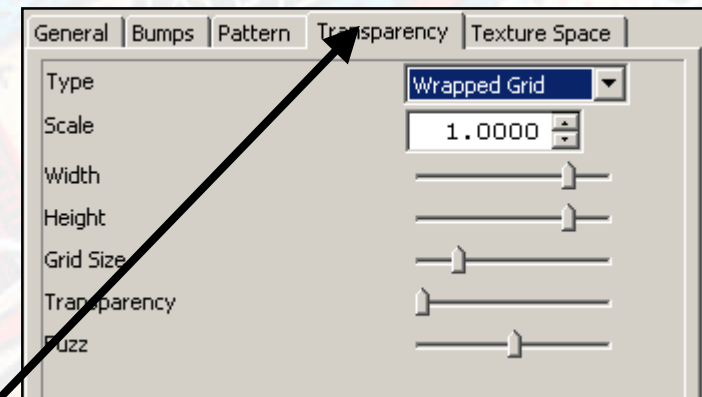 General Bumps Pattern Transparency Texture Space
Type Wrapped Grid
Scale 1.0000
Width
Height
Grid Size
Transparency
Fuzz